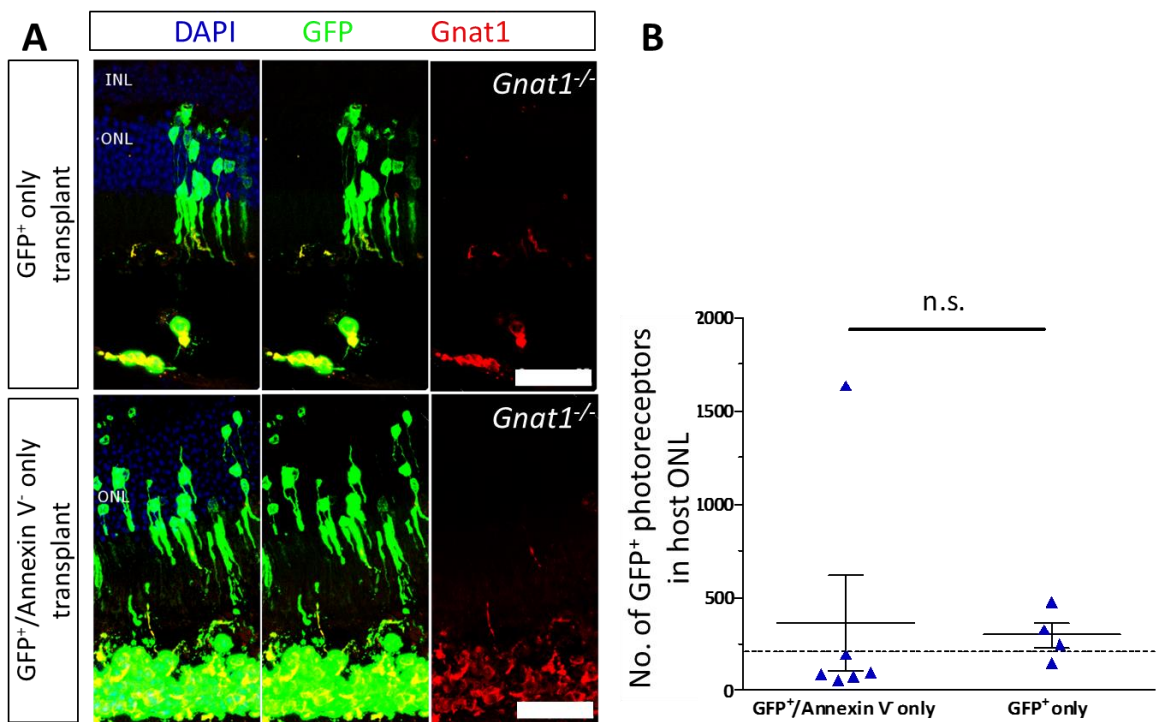 A
DAPI GFP Gnat1
GFP⁺ only
transplant
INL
ONL
Gnat1⁻/⁻
GFP⁺/Annexin V⁻ only
transplant
ONL
Gnat1⁻/⁻
B
n.s.
No. of GFP⁺ photoreceptors
in host ONL
2000
1500
1000
500
0
GFP⁺/Annexin V⁻ only
GFP⁺ only